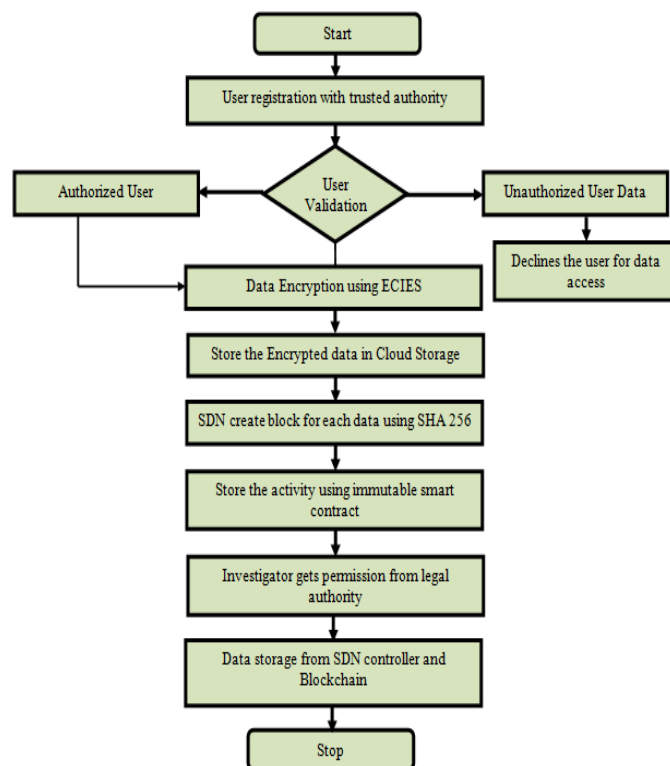 Start
User registration with trusted authority
User
Validation
Authorized User
Unauthorized User Data
Declines the user for data
access
Data Encryption using ECIES
Store the Encrypted data in Cloud Storage
SDN create block for each data using SHA 256
Store the activity using immutable smart
contract
Investigator gets permission from legal
authority
Data storage from SDN controller and
Blockchain
Stop